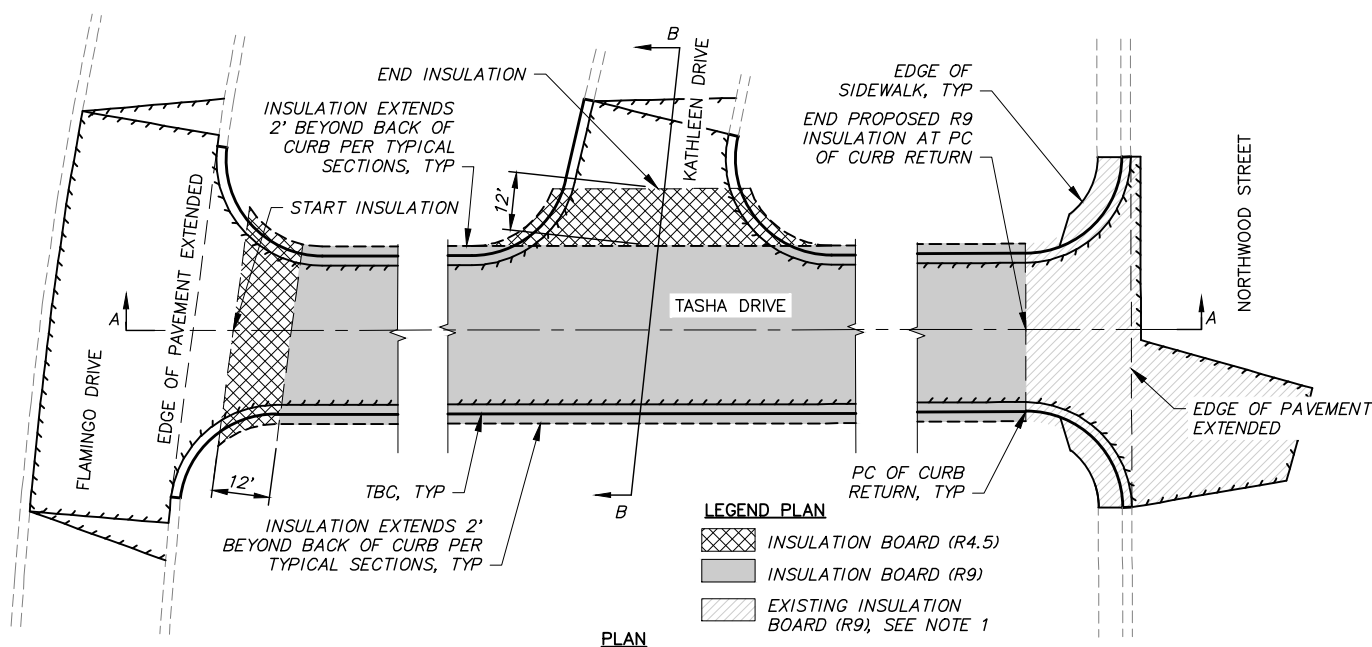 B
KATHLEEN DRIVE
END INSULATION
INSULATION EXTENDS
2' BEYOND BACK OF
CURB PER TYPICAL
SECTIONS, TYP
EDGE OF
SIDEWALK, TYP
END PROPOSED R9
INSULATION AT PC
OF CURB RETURN
NORTHWOOD STREET
12'
START INSULATION
EDGE OF PAVEMENT EXTENDED
FLAMINGO DRIVE
A
TASHA DRIVE
A
EDGE OF PAVEMENT
EXTENDED
12'
TBC, TYP
B
PC OF CURB
RETURN, TYP
INSULATION EXTENDS 2'
BEYOND BACK OF CURB PER
TYPICAL SECTIONS, TYP
LEGEND PLAN
INSULATION BOARD (R4.5)
INSULATION BOARD (R9)
EXISTING INSULATION
BOARD (R9), SEE NOTE 1
PLAN